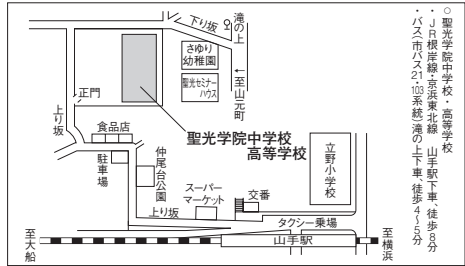 ○聖光学院中学校・高等学校
・JR根岸線・京浜東北線 山手駅下車、徒歩8分
・バス(市バス21・103系統)滝の上下車、徒歩4〜5分
下り坂
滝の上
さゆり
幼稚園
聖光セミナー
ハウス
←至山元町
正門
上り坂
食品店
駐車場
仲尾台公園
聖光学院中学校
高等学校
立野小学校
スーパー
マーケット
交番
上り坂
タクシー乗場
至大船
山手駅
至横浜